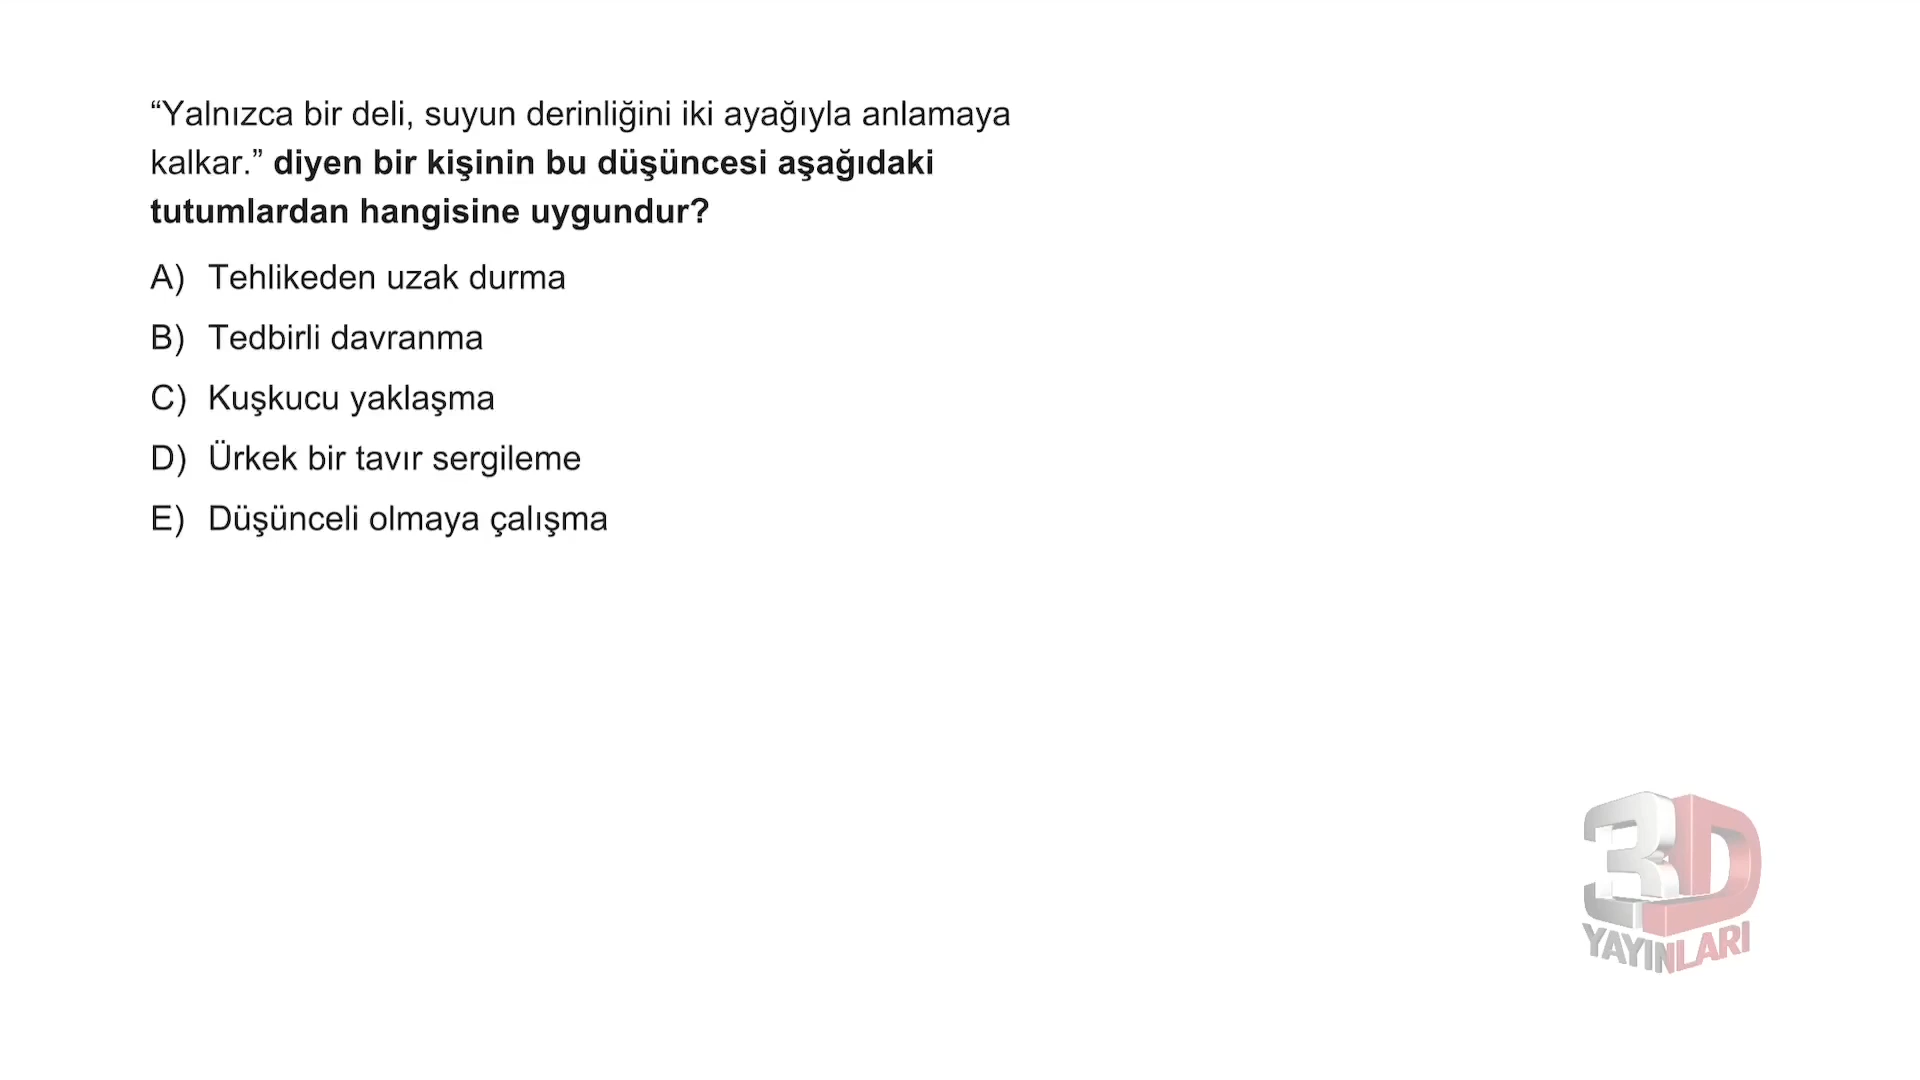 “Yalnızca bir deli, suyun derinliğini iki ayağıyla anlamaya
kalkar.” diyen bir kişinin bu düşüncesi aşağıdaki
tutumlardan hangisine uygundur?
A) Tehlikeden uzak durma
B) Tedbirli davranma
C) Kuşkucu yaklaşma
D) Ürkek bir tavır sergileme
E) Düşünceli olmaya çalışma
3D
YAYINLARI